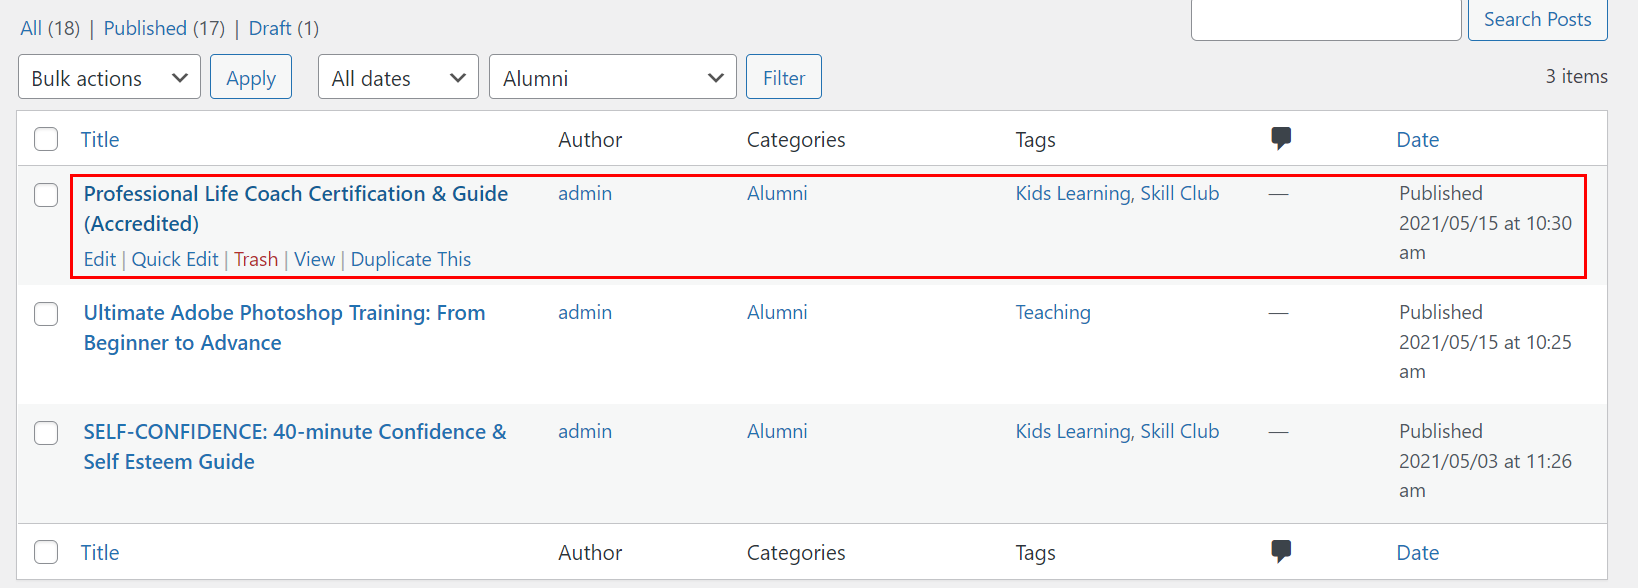 All (18) | Published (17) | Draft (1)
Search Posts
Bulk actions Apply All dates Alumni Filter 3 items
Title Author Categories Tags Date
Professional Life Coach Certification & Guide admin Alumni Kids Learning, Skill Club — Published
(Accredited) 2021/05/15 at 10:30
am
Edit | Quick Edit | Trash | View | Duplicate This
Ultimate Adobe Photoshop Training: From admin Alumni Teaching — Published
Beginner to Advance 2021/05/15 at 10:25
am
SELF-CONFIDENCE: 40-minute Confidence & admin Alumni Kids Learning, Skill Club — Published
Self Esteem Guide 2021/05/03 at 11:26
am
Title Author Categories Tags Date